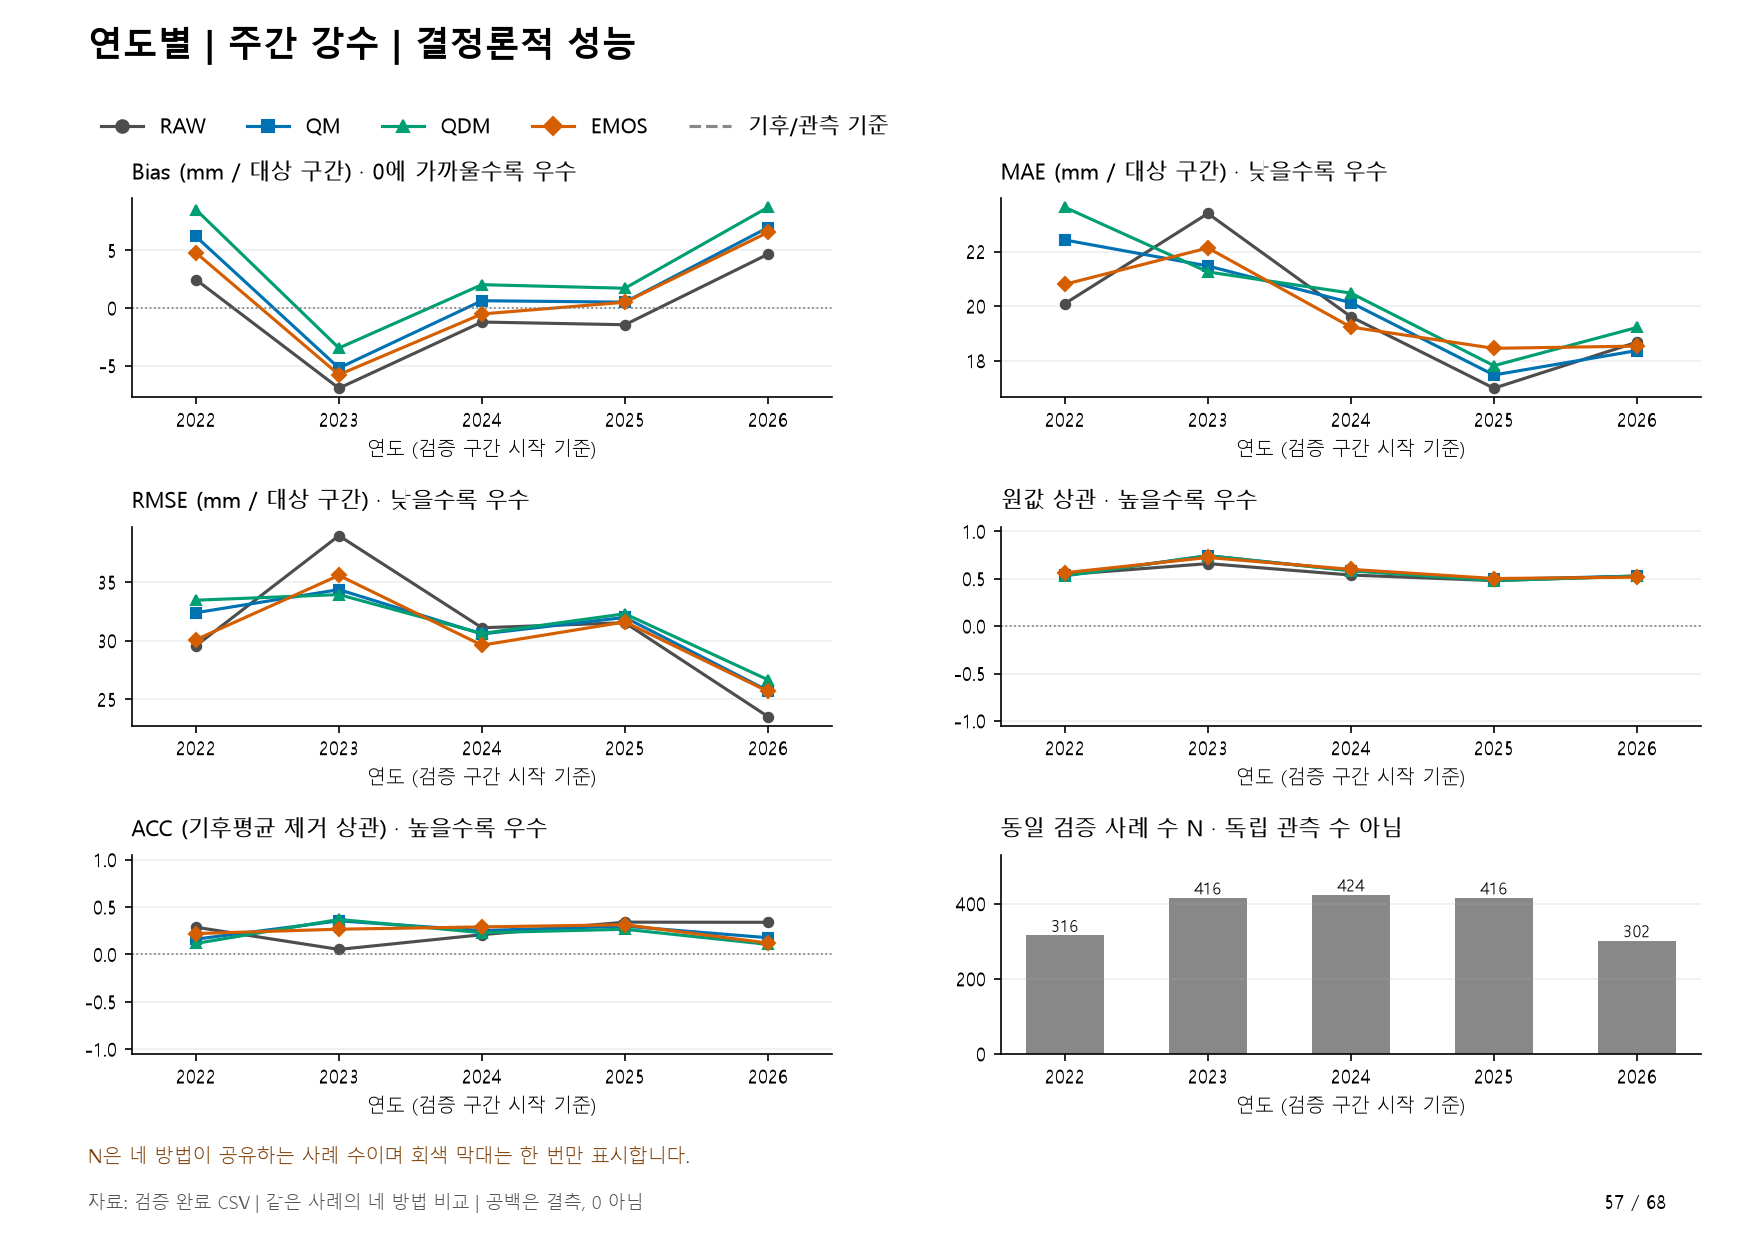 연도별 | 주간 강수 | 결정론적 성능
RAW QM QDM EMOS 기후/관측 기준
Bias (mm / 대상 구간) · 0에 가까울수록 우수
5
0
-5
2022 2023 2024 2025 2026
연도 (검증 구간 시작 기준)
MAE (mm / 대상 구간) · 낮을수록 우수
22
20
18
2022 2023 2024 2025 2026
연도 (검증 구간 시작 기준)
RMSE (mm / 대상 구간) · 낮을수록 우수
35
30
25
2022 2023 2024 2025 2026
연도 (검증 구간 시작 기준)
원값 상관 · 높을수록 우수
1.0
0.5
0.0
-0.5
-1.0
2022 2023 2024 2025 2026
연도 (검증 구간 시작 기준)
ACC (기후평균 제거 상관) · 높을수록 우수
1.0
0.5
0.0
-0.5
-1.0
2022 2023 2024 2025 2026
연도 (검증 구간 시작 기준)
동일 검증 사례 수 N · 독립 관측 수 아님
316 416 424 416 302
400
200
0
2022 2023 2024 2025 2026
연도 (검증 구간 시작 기준)
N은 네 방법이 공유하는 사례 수이며 회색 막대는 한 번만 표시합니다.
자료: 검증 완료 CSV | 같은 사례의 네 방법 비교 | 공백은 결측, 0 아님
57 / 68